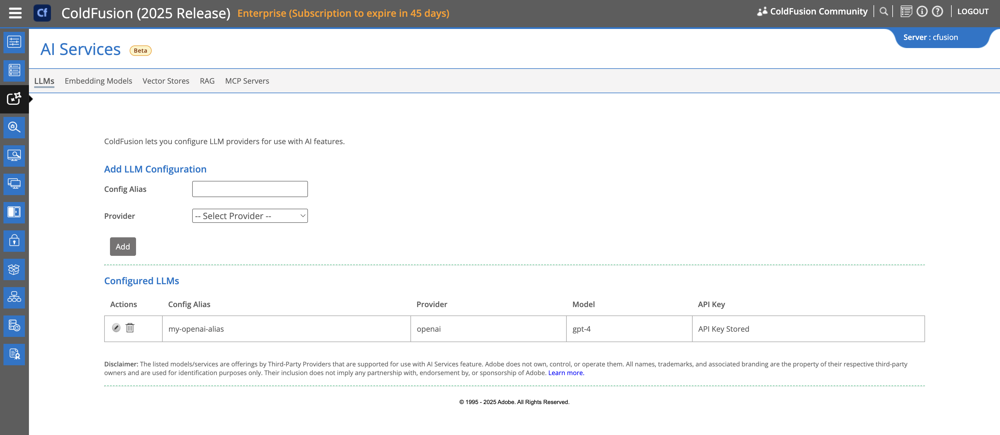 Cf ColdFusion (2025 Release) Enterprise (Subscription to expire in 45 days) ColdFusion Community LOGOUT
AI Services Beta
Server : cfusion
LLMs Embedding Models Vector Stores RAG MCP Servers
ColdFusion lets you configure LLM providers for use with AI features.
Add LLM Configuration
Config Alias
Provider -- Select Provider --
Add
Configured LLMs
Actions Config Alias Provider Model API Key
my-openai-alias openai gpt-4 API Key Stored
Disclaimer: The listed models/services are offerings by Third-Party Providers that are supported for use with AI Services feature. Adobe does not own, control, or operate them. All names, trademarks, and associated branding are the property of their respective third-party
owners and are used for identification purposes only. Their inclusion does not imply any partnership with, endorsement by, or sponsorship of Adobe. Learn more.
© 1995 - 2025 Adobe. All Rights Reserved.